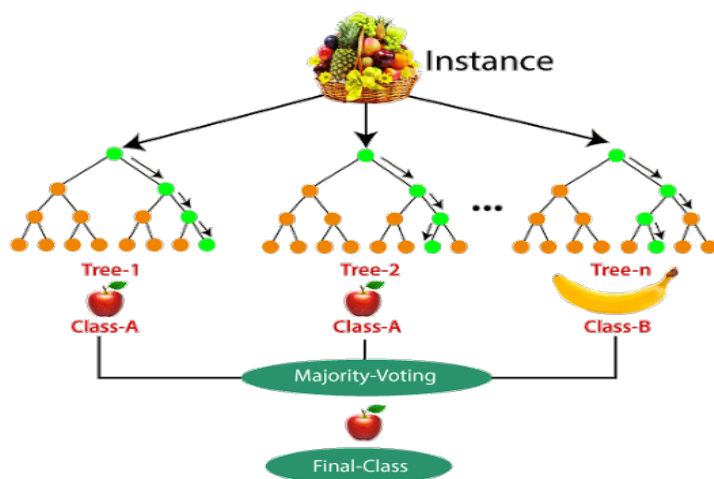 Instance
...
Tree-1
Tree-2
Tree-n
Class-A
Class-A
Class-B
Majority-Voting
Final-Class